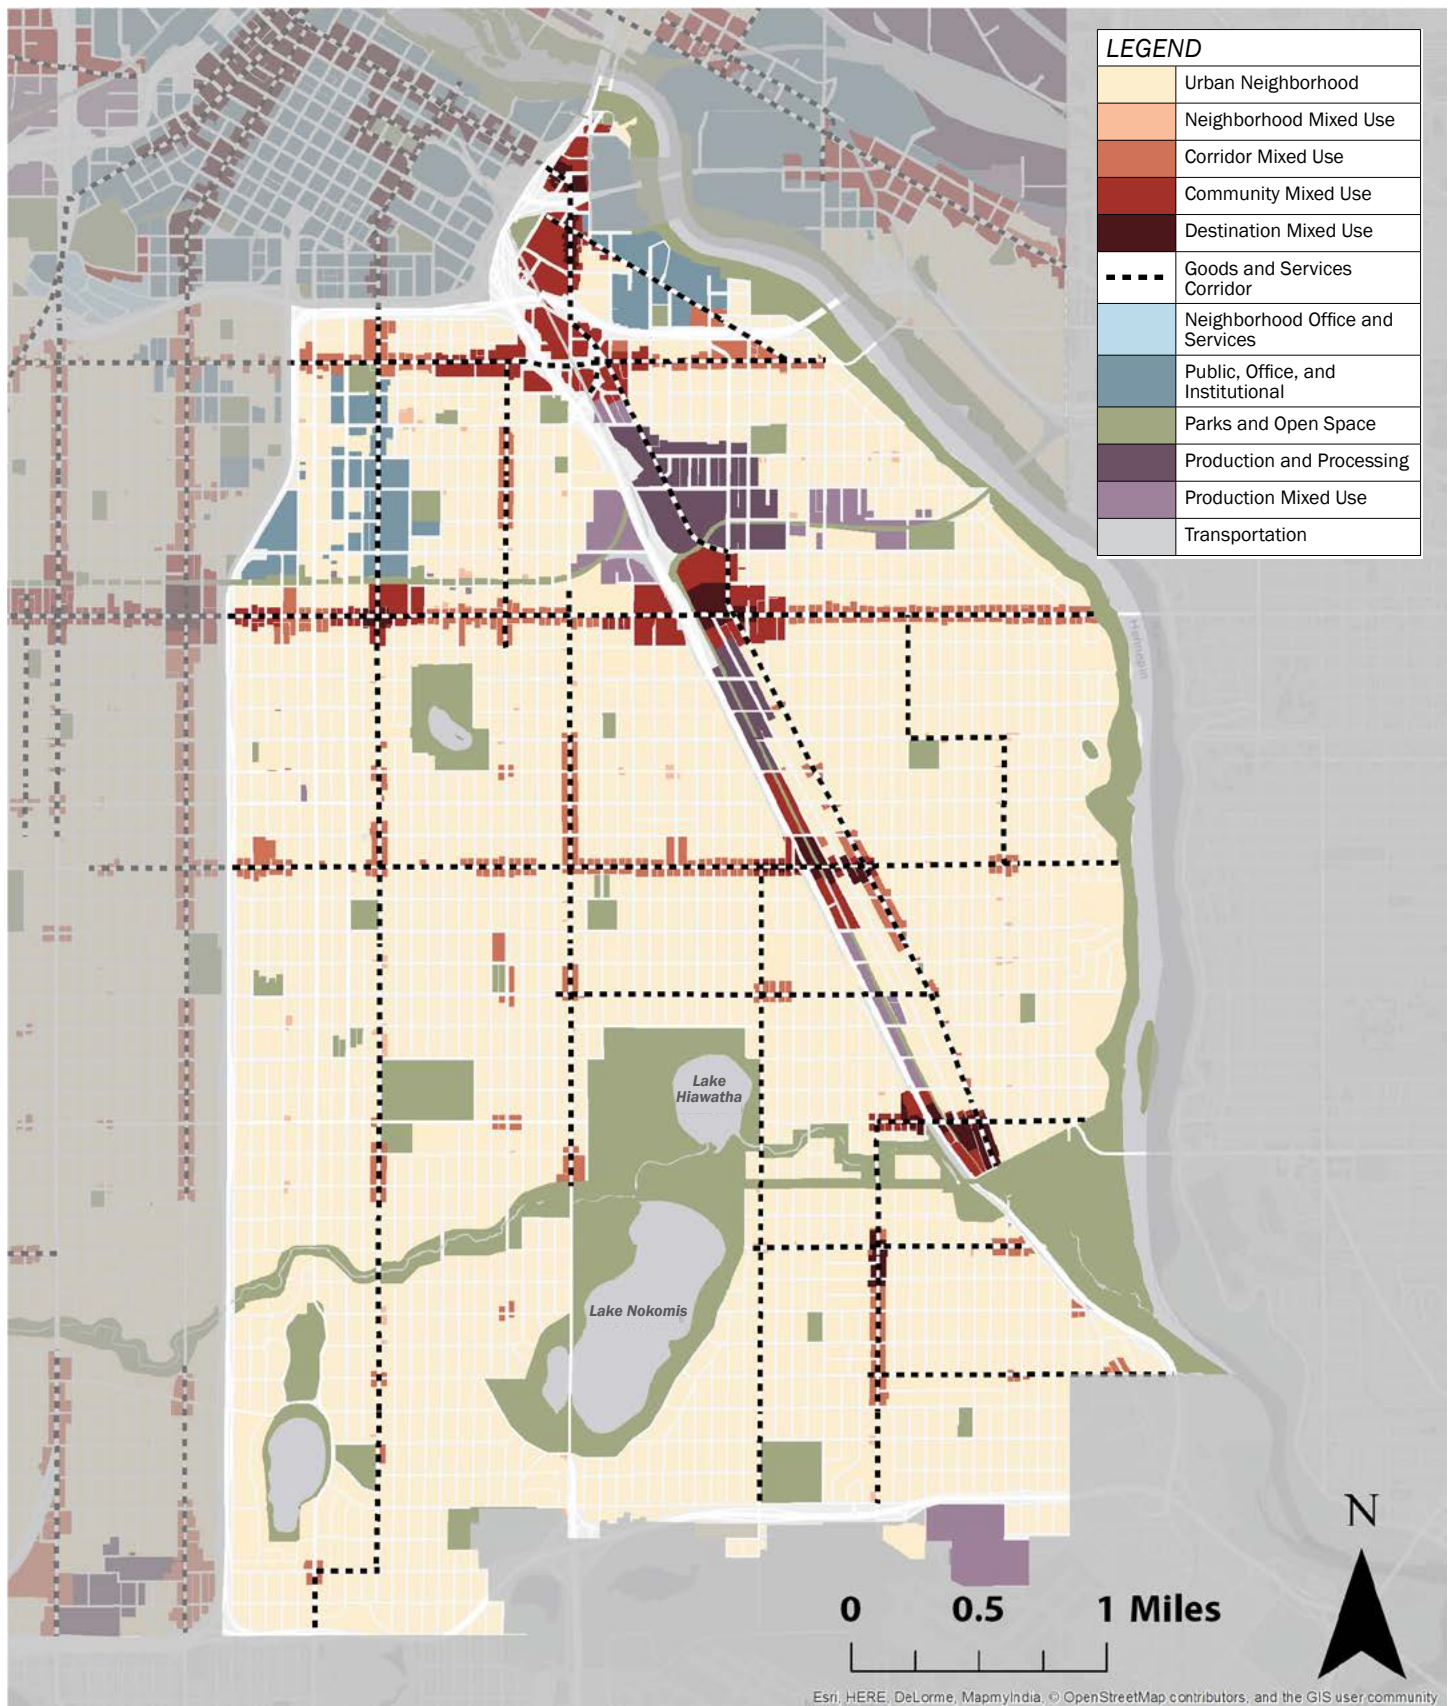 LEGEND
Urban Neighborhood
Neighborhood Mixed Use
Corridor Mixed Use
Community Mixed Use
Destination Mixed Use
Goods and Services
Corridor
Neighborhood Office and
Services
Public, Office, and
Institutional
Parks and Open Space
Production and Processing
Production Mixed Use
Transportation
Hennepin
Lake
Hiawatha
Lake Nokomis
N
0 0.5 1 Miles
Esri, HERE, DeLorme, MapmyIndia, © OpenStreetMap contributors, and the GIS user community